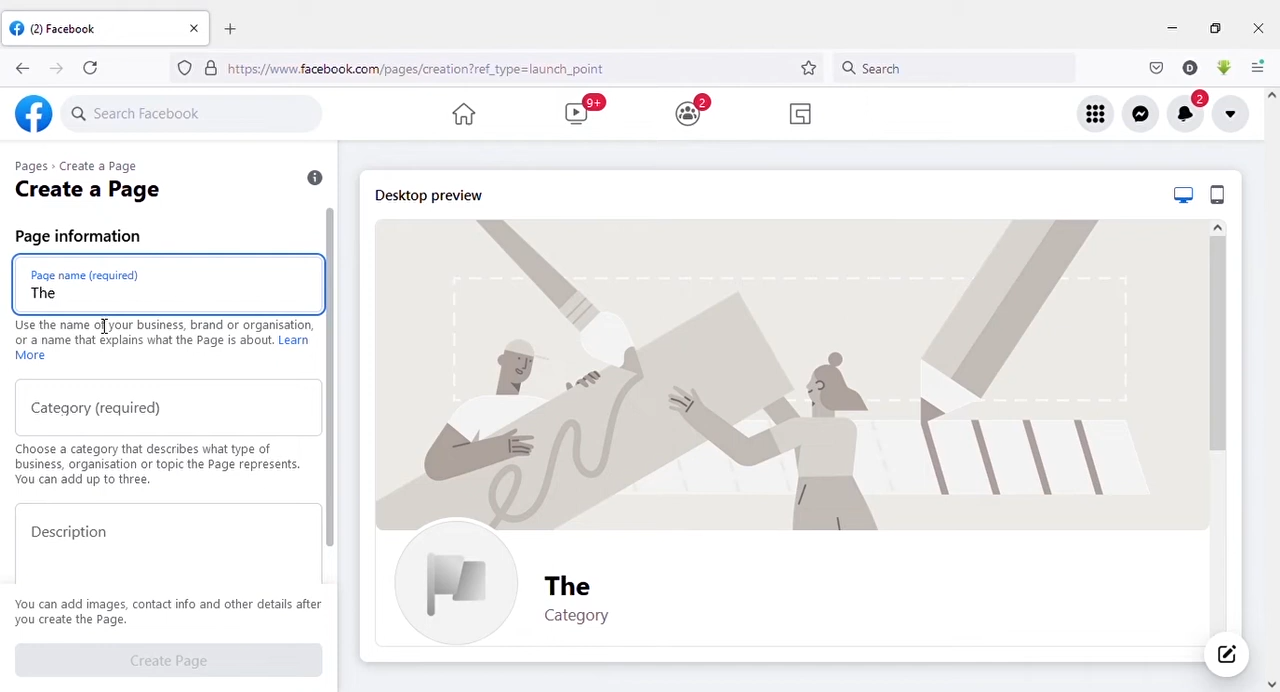 (2) Facebook
https://www.facebook.com/pages/creation?ref_type=launch_point
Search
D
Search Facebook
9+
2
2
Pages › Create a Page
Create a Page
Page information
Page name (required)
The
Use the name of your business, brand or organisation,
or a name that explains what the Page is about. Learn
More
Category (required)
Choose a category that describes what type of
business, organisation or topic the Page represents.
You can add up to three.
Description
You can add images, contact info and other details after
you create the Page.
Create Page
Desktop preview
The
Category